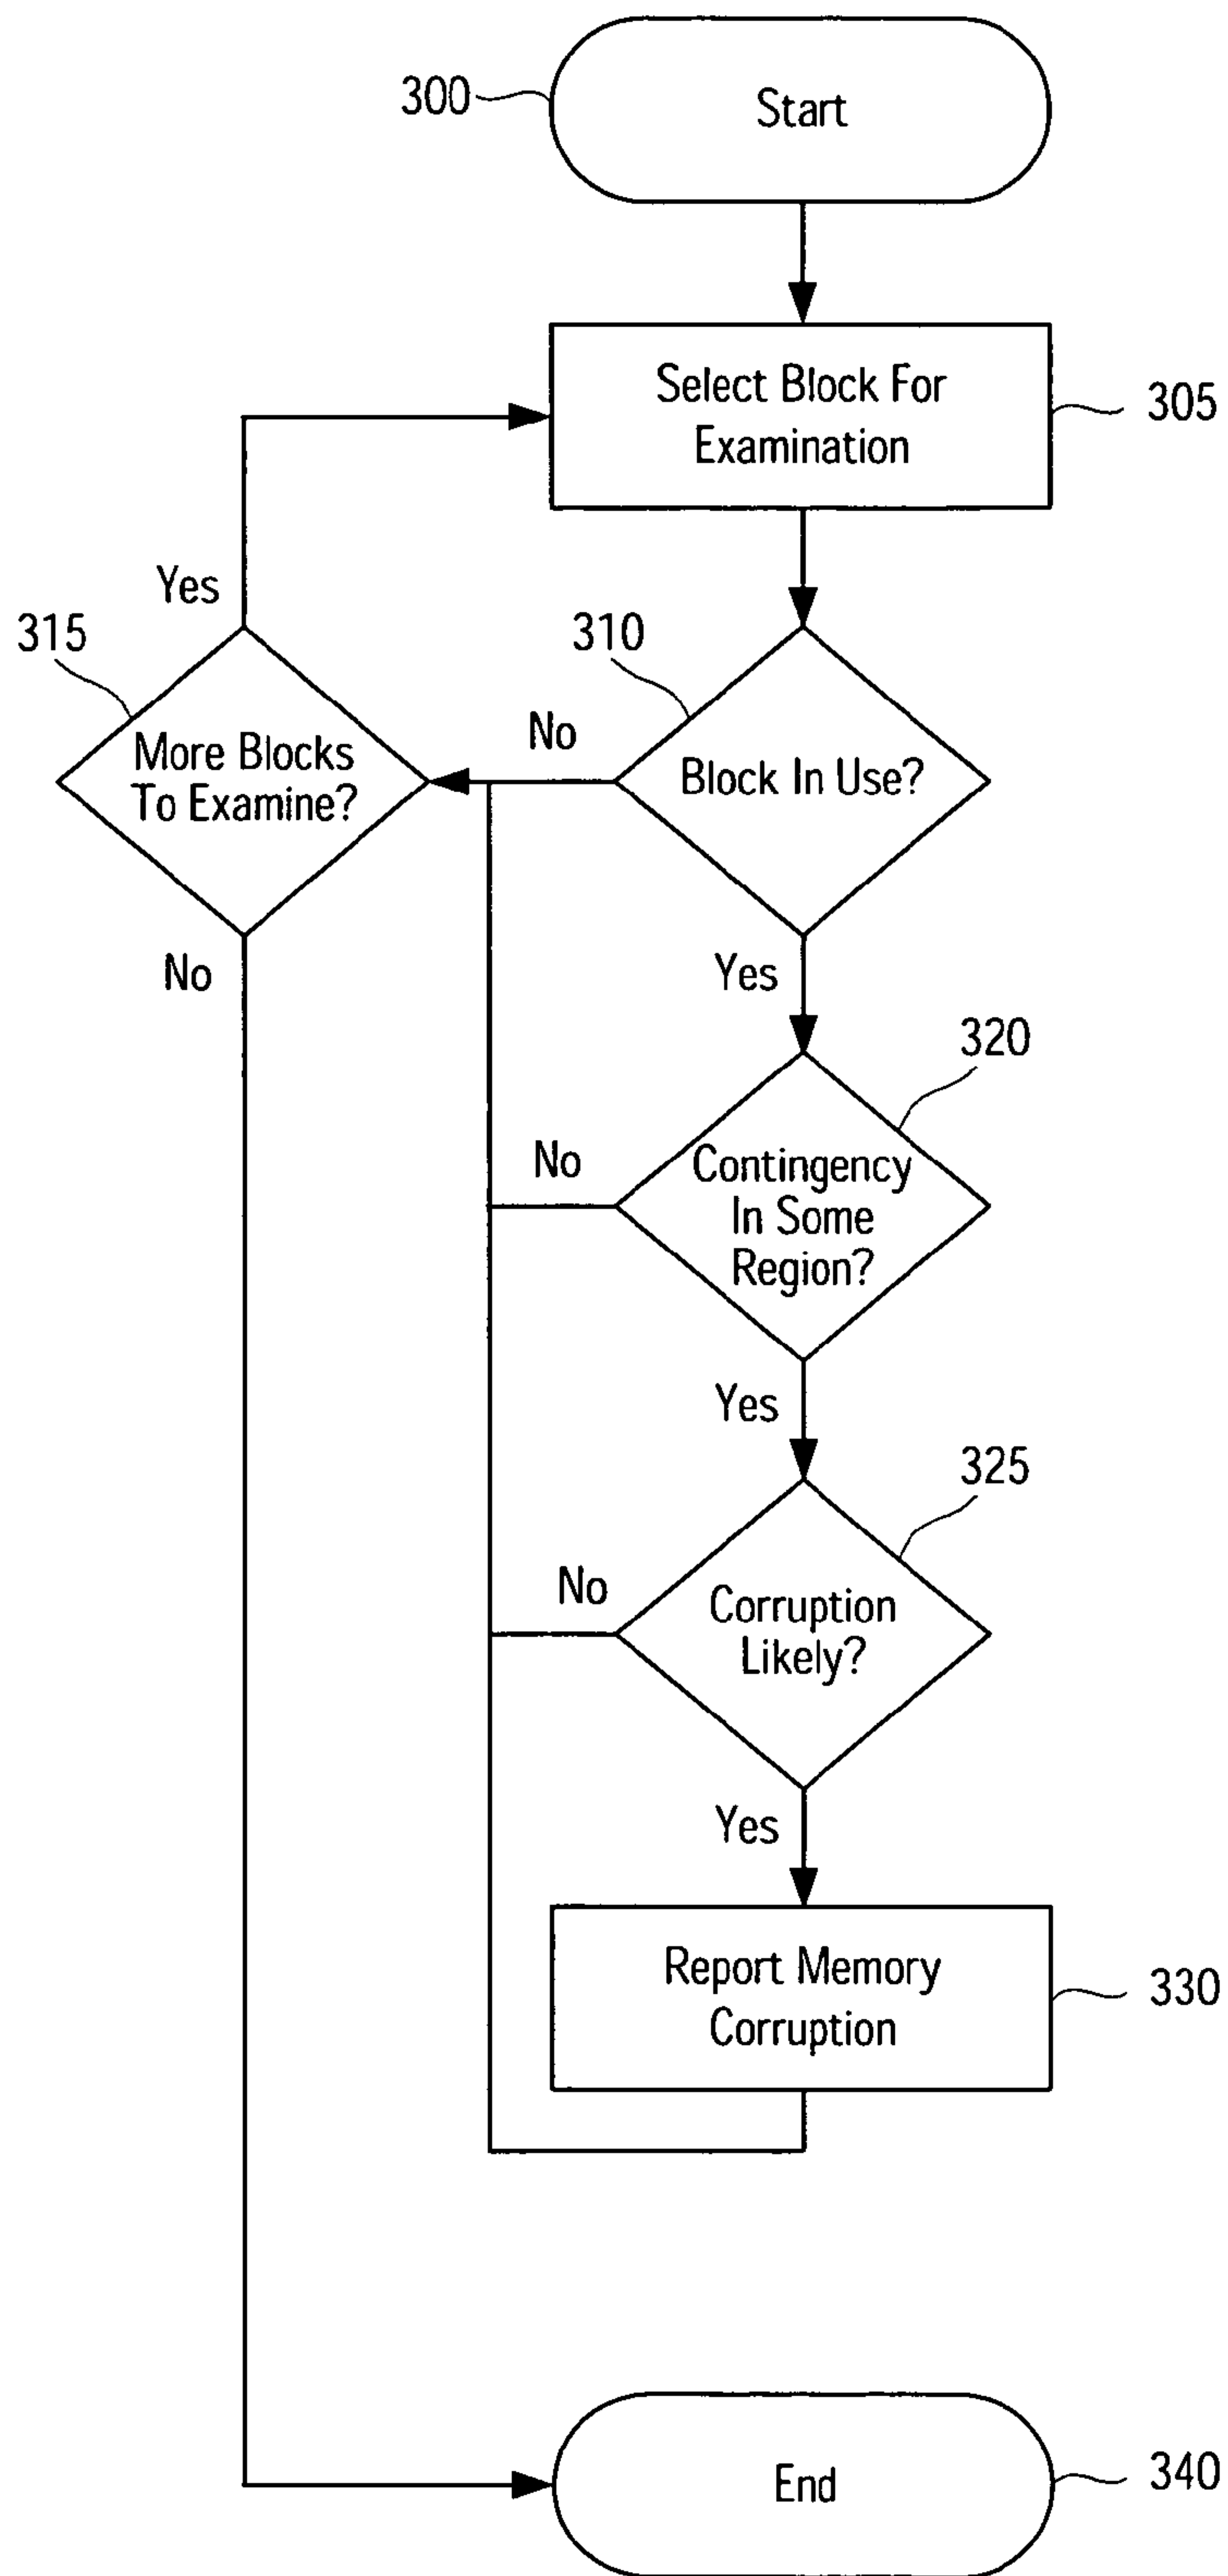 300
Start
Select Block For
Examination
305
Yes
315
310
More Blocks
To Examine?
No
Block In Use?
No
Yes
320
No
Contingency
In Some
Region?
Yes
325
No
Corruption
Likely?
Yes
Report Memory
Corruption
330
End
340